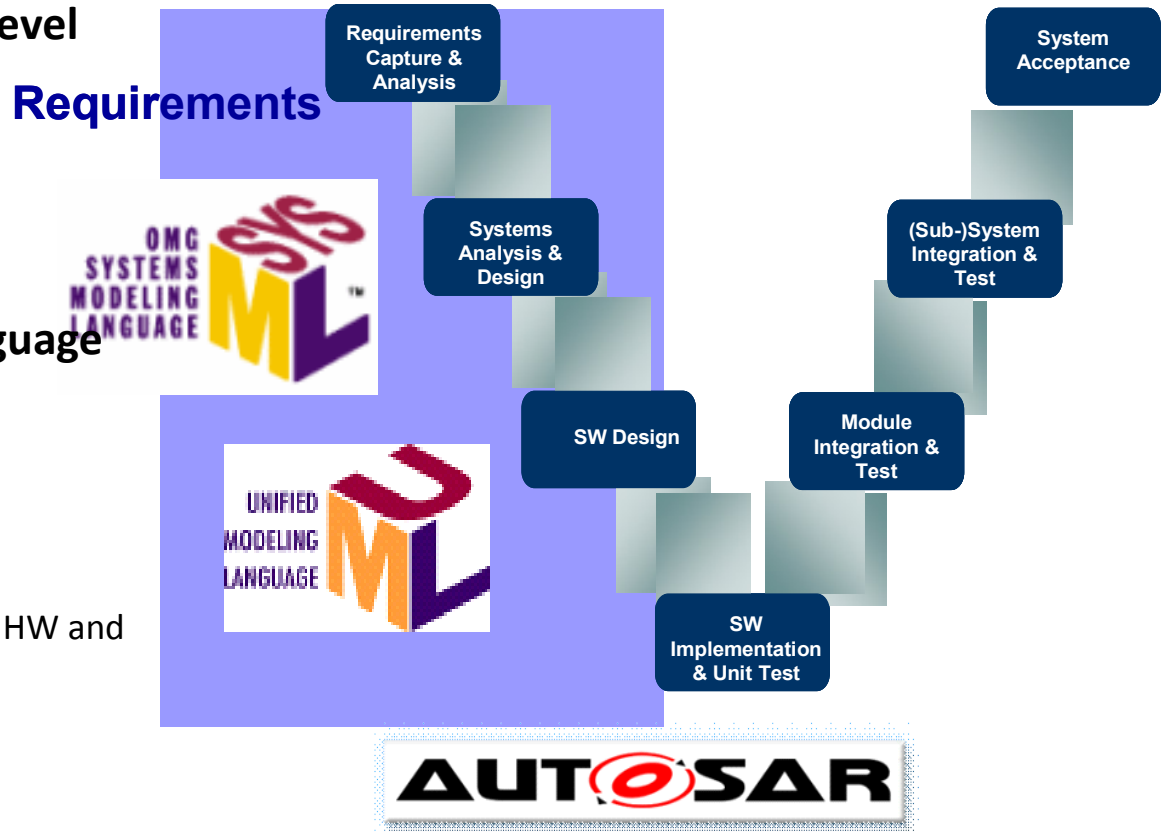 evel
Requirements
Capture &
Analysis
System
Acceptance
Requirements
OMG
SYSTEMS
MODELING
LANGUAGE
SYS
ML
™
Systems
Analysis &
Design
(Sub-)System
Integration &
Test
guage
SW Design
Module
Integration &
Test
UNIFIED
MODELING
LANGUAGE
U
ML
HW and
SW
Implementation
& Unit Test
AUTOSAR